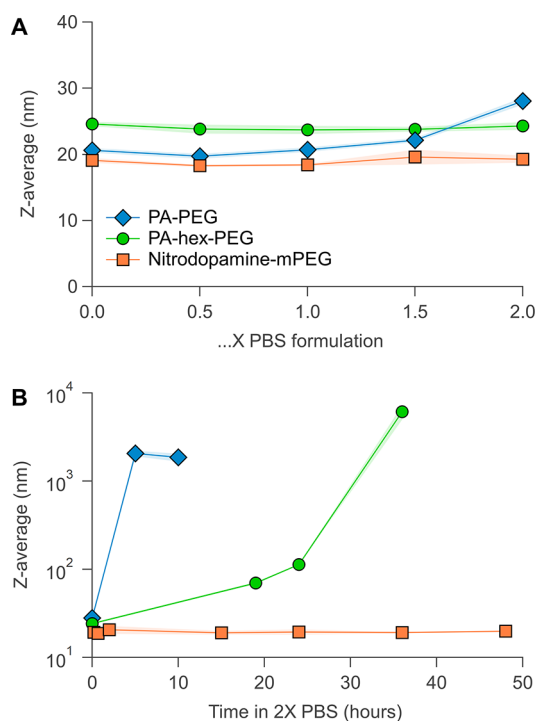 A
40
30
20
10
0
Z-average (nm)
PA-PEG
PA-hex-PEG
Nitrodopamine-mPEG
0.0 0.5 1.0 1.5 2.0
...X PBS formulation
B
10^4
10^3
10^2
10^1
Z-average (nm)
0 10 20 30 40 50
Time in 2X PBS (hours)